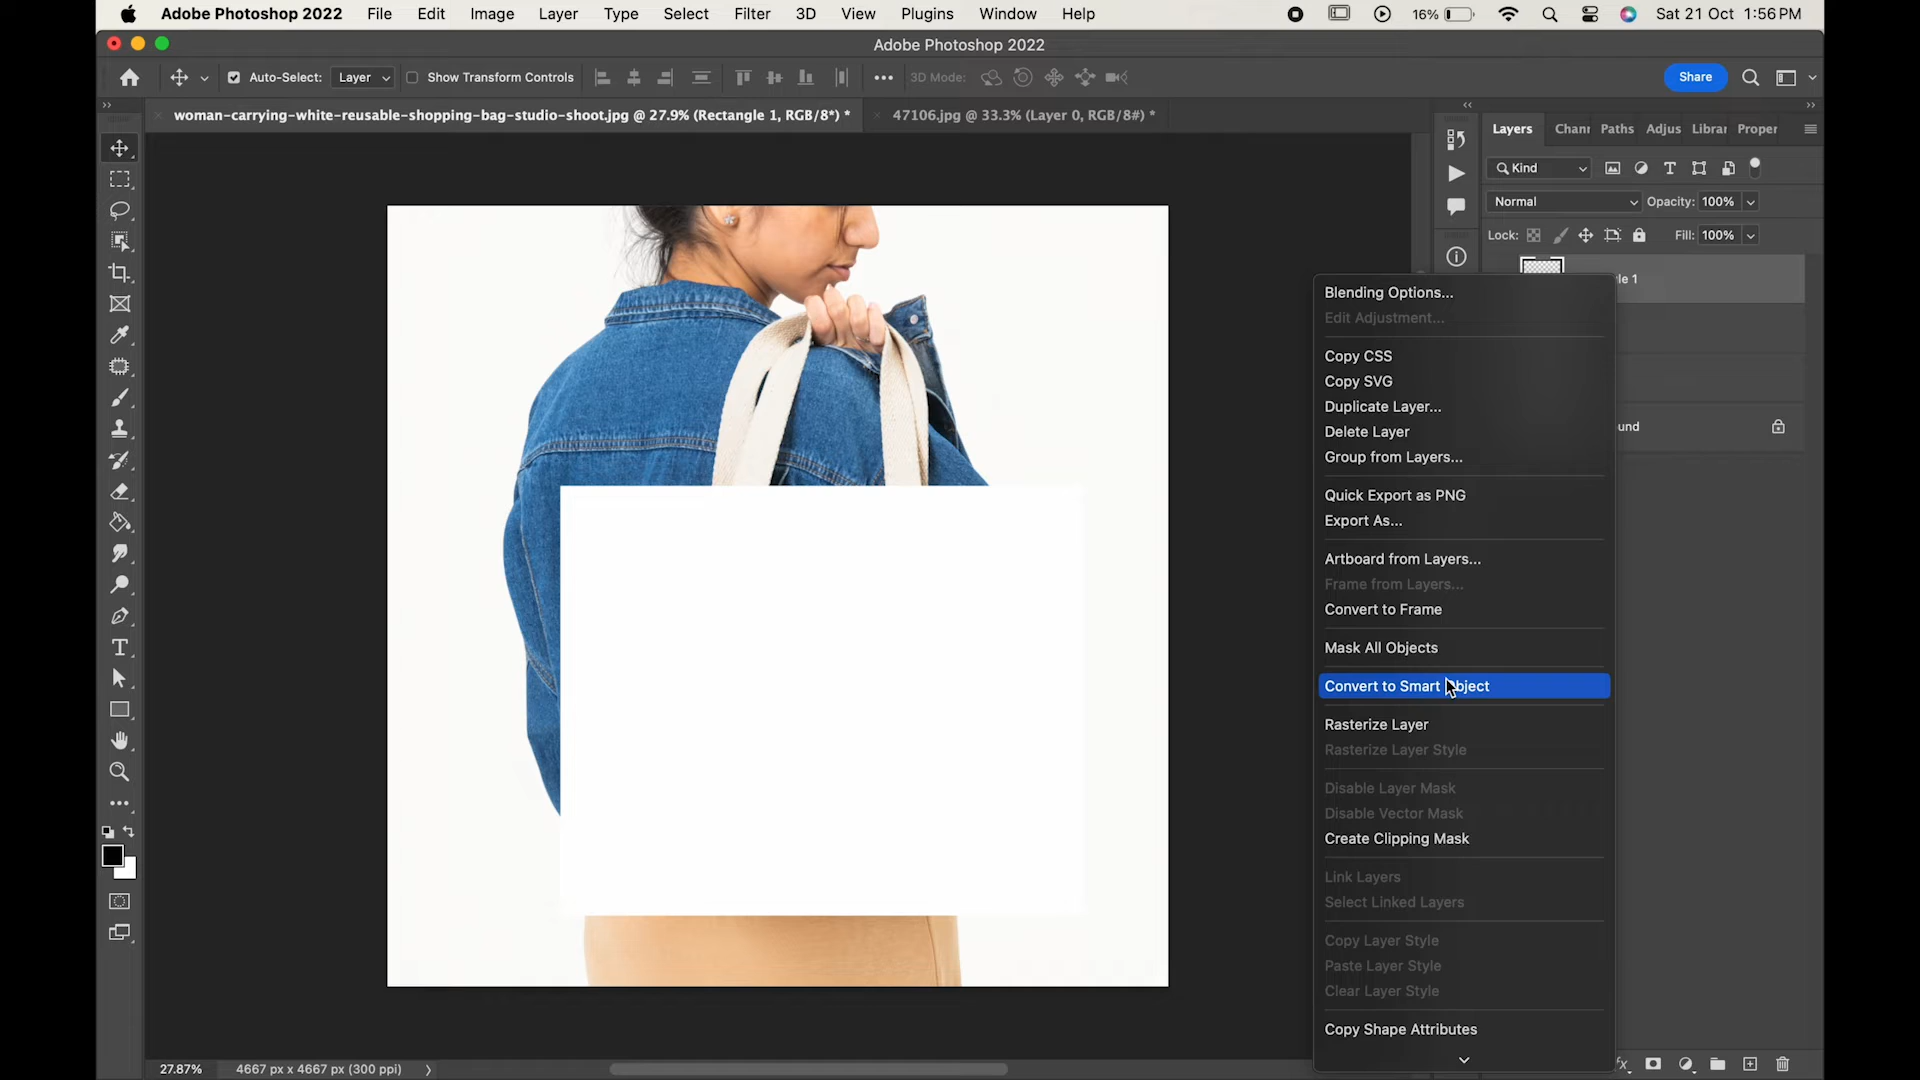 Adobe Photoshop 2022 File Edit Image Layer Type Select Filter 3D View Plugins Window Help 16% Sat 21 Oct 1:56 PM
Adobe Photoshop 2022
Auto-Select: Layer Show Transform Controls 3D Mode: Share
woman-carrying-white-reusable-shopping-bag-studio-shoot.jpg @ 27.9% (Rectangle 1, RGB/8*) * 47106.jpg @ 33.3% (Layer 0, RGB/8#) *
Layers Chann Paths Adjus Librar Proper
Kind
Normal Opacity: 100%
Lock: Fill: 100%
le 1
und
Blending Options...
Edit Adjustment...
Copy CSS
Copy SVG
Duplicate Layer...
Delete Layer
Group from Layers...
Quick Export as PNG
Export As...
Artboard from Layers...
Frame from Layers...
Convert to Frame
Mask All Objects
Convert to Smart Object
Rasterize Layer
Rasterize Layer Style
Disable Layer Mask
Disable Vector Mask
Create Clipping Mask
Link Layers
Select Linked Layers
Copy Layer Style
Paste Layer Style
Clear Layer Style
Copy Shape Attributes
27.87% 4667 px x 4667 px (300 ppi)